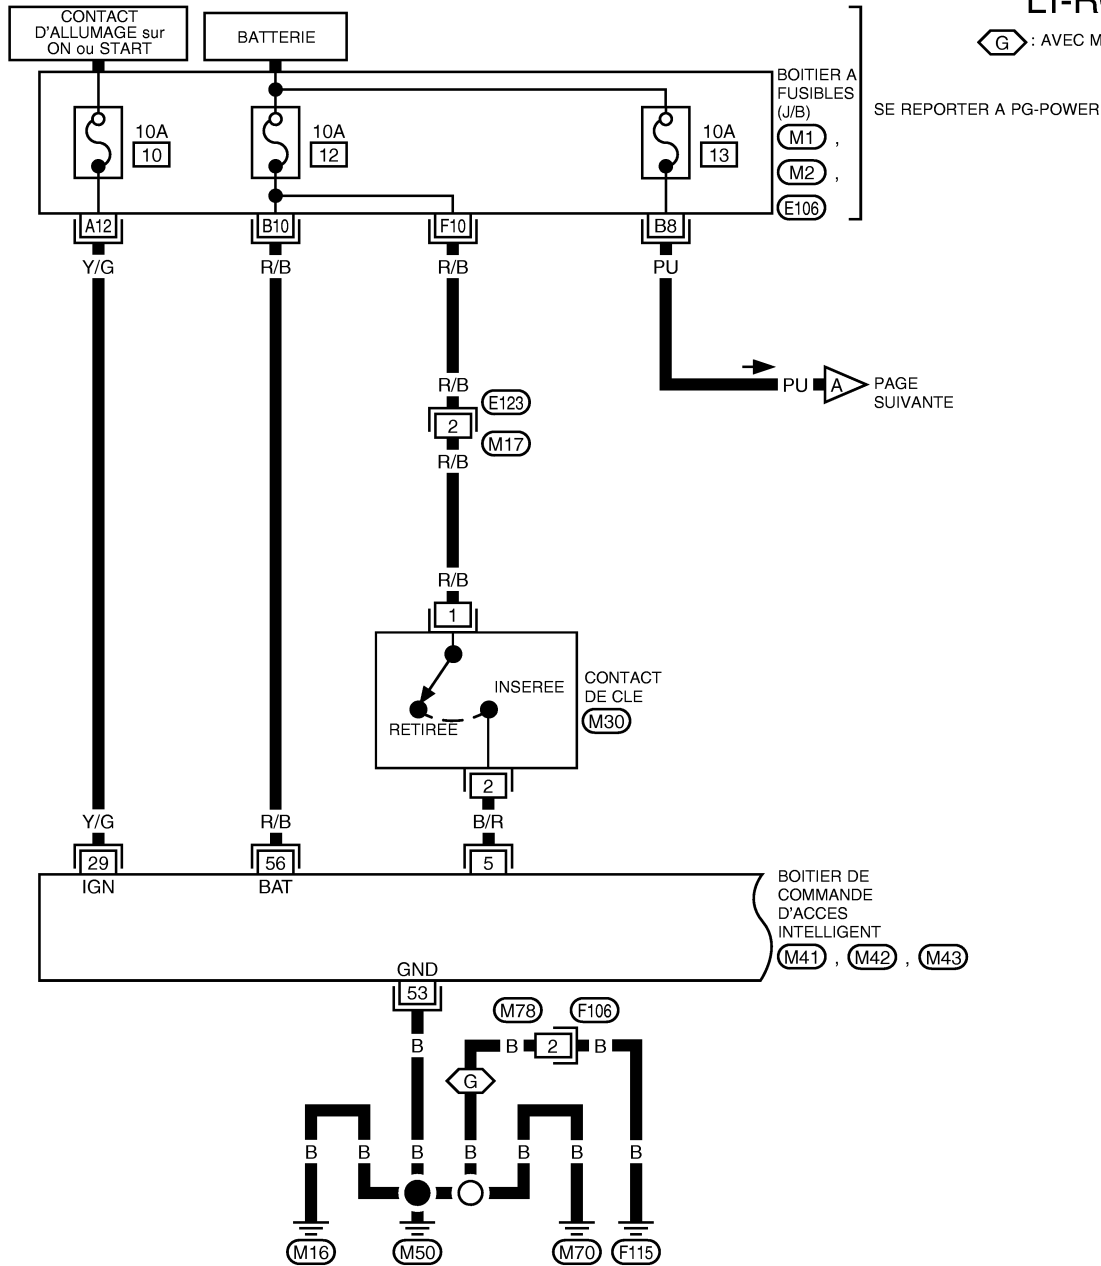 CONTACT
D'ALLUMAGE sur
ON ou START
BATTERIE
G : AVEC M
BOITIER A
FUSIBLES
(J/B)
M1 ,
M2 ,
E106
SE REPORTER A PG-POWER
10A
10
10A
12
10A
13
A12
B10
F10
B8
Y/G
R/B
R/B
PU
R/B
E123
2
M17
R/B
PU
A
PAGE
SUIVANTE
R/B
1
INSEREE
RETIREE
CONTACT
DE CLE
M30
2
Y/G
R/B
B/R
29
56
5
IGN
BAT
BOITIER DE
COMMANDE
D'ACCES
INTELLIGENT
M41 , M42 , M43
GND
53
M78
F106
B
B
2
B
G
B
B
B
B
B
B
B
M16
M50
M70
F115